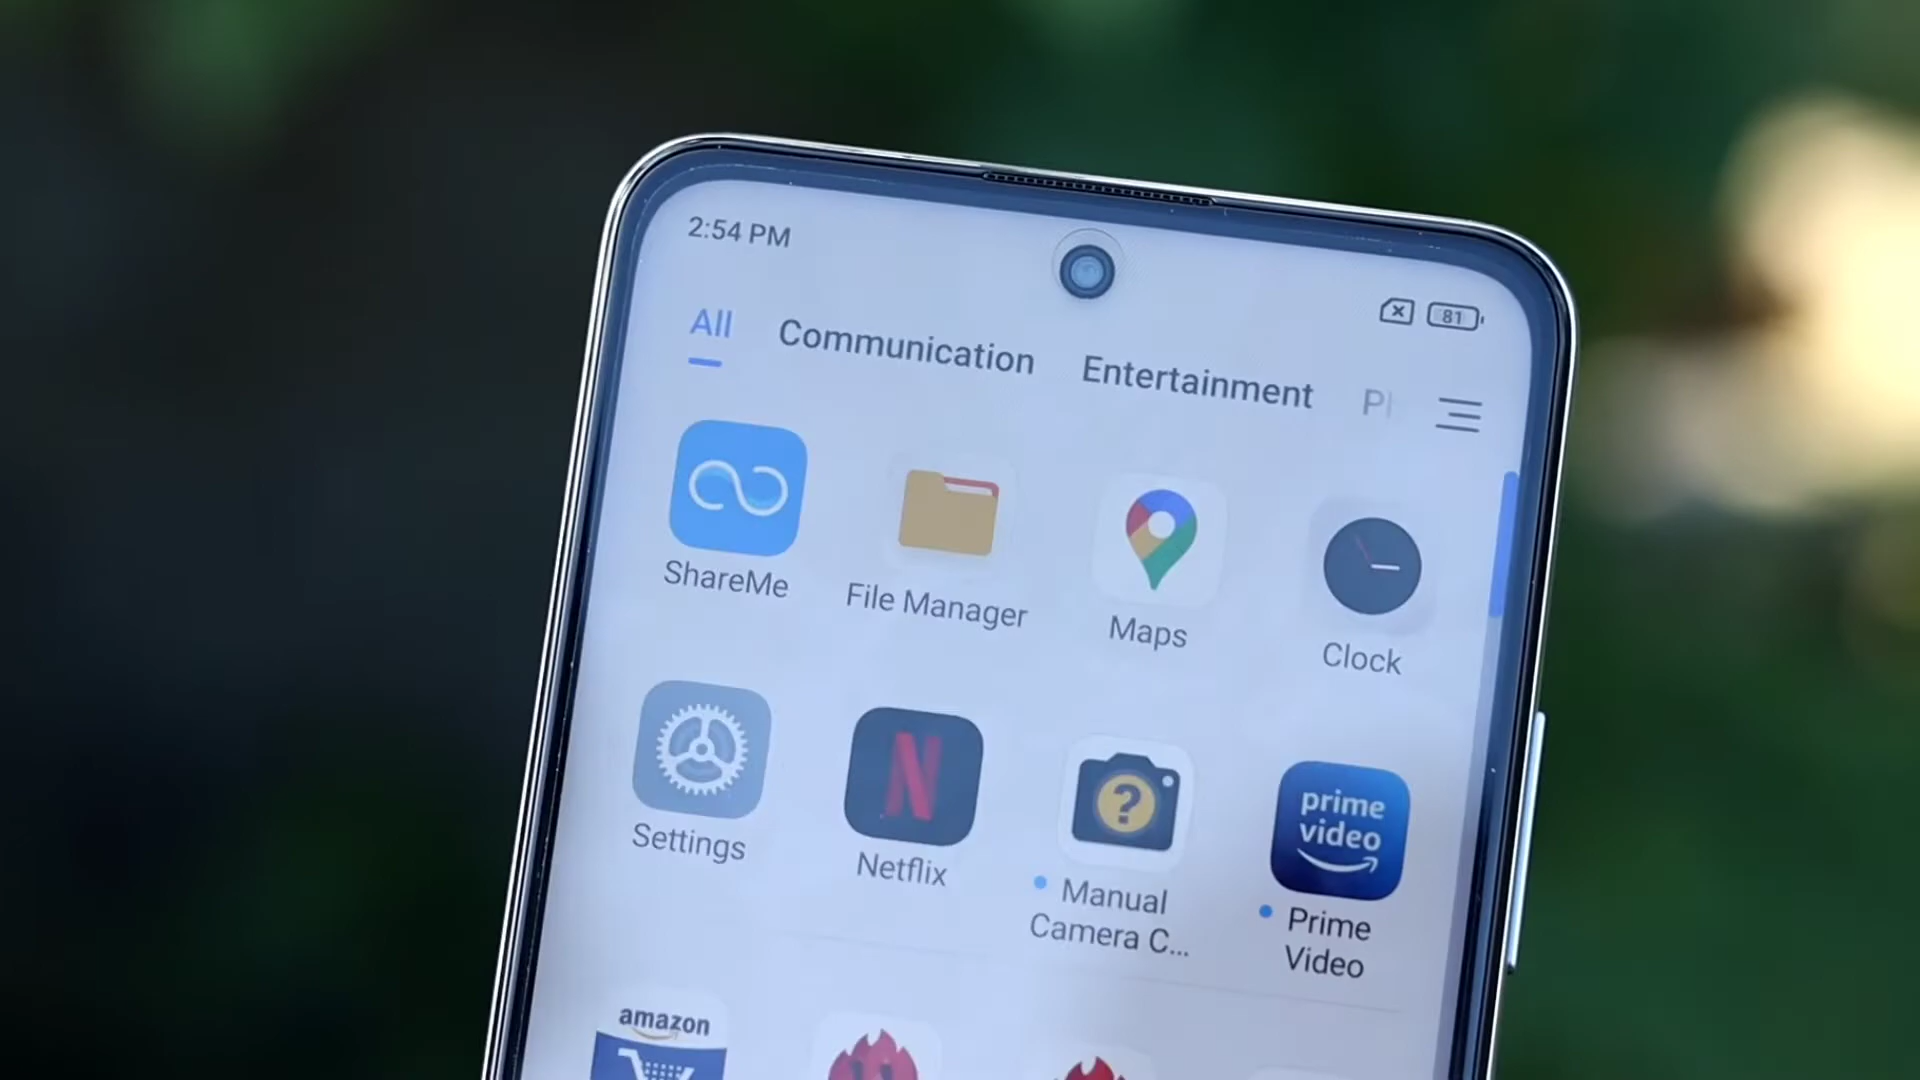 2:54 PM
81
All Communication Entertainment
ShareMe File Manager Maps Clock
prime
video
Settings Netflix Manual
Camera C... Prime
Video
amazon